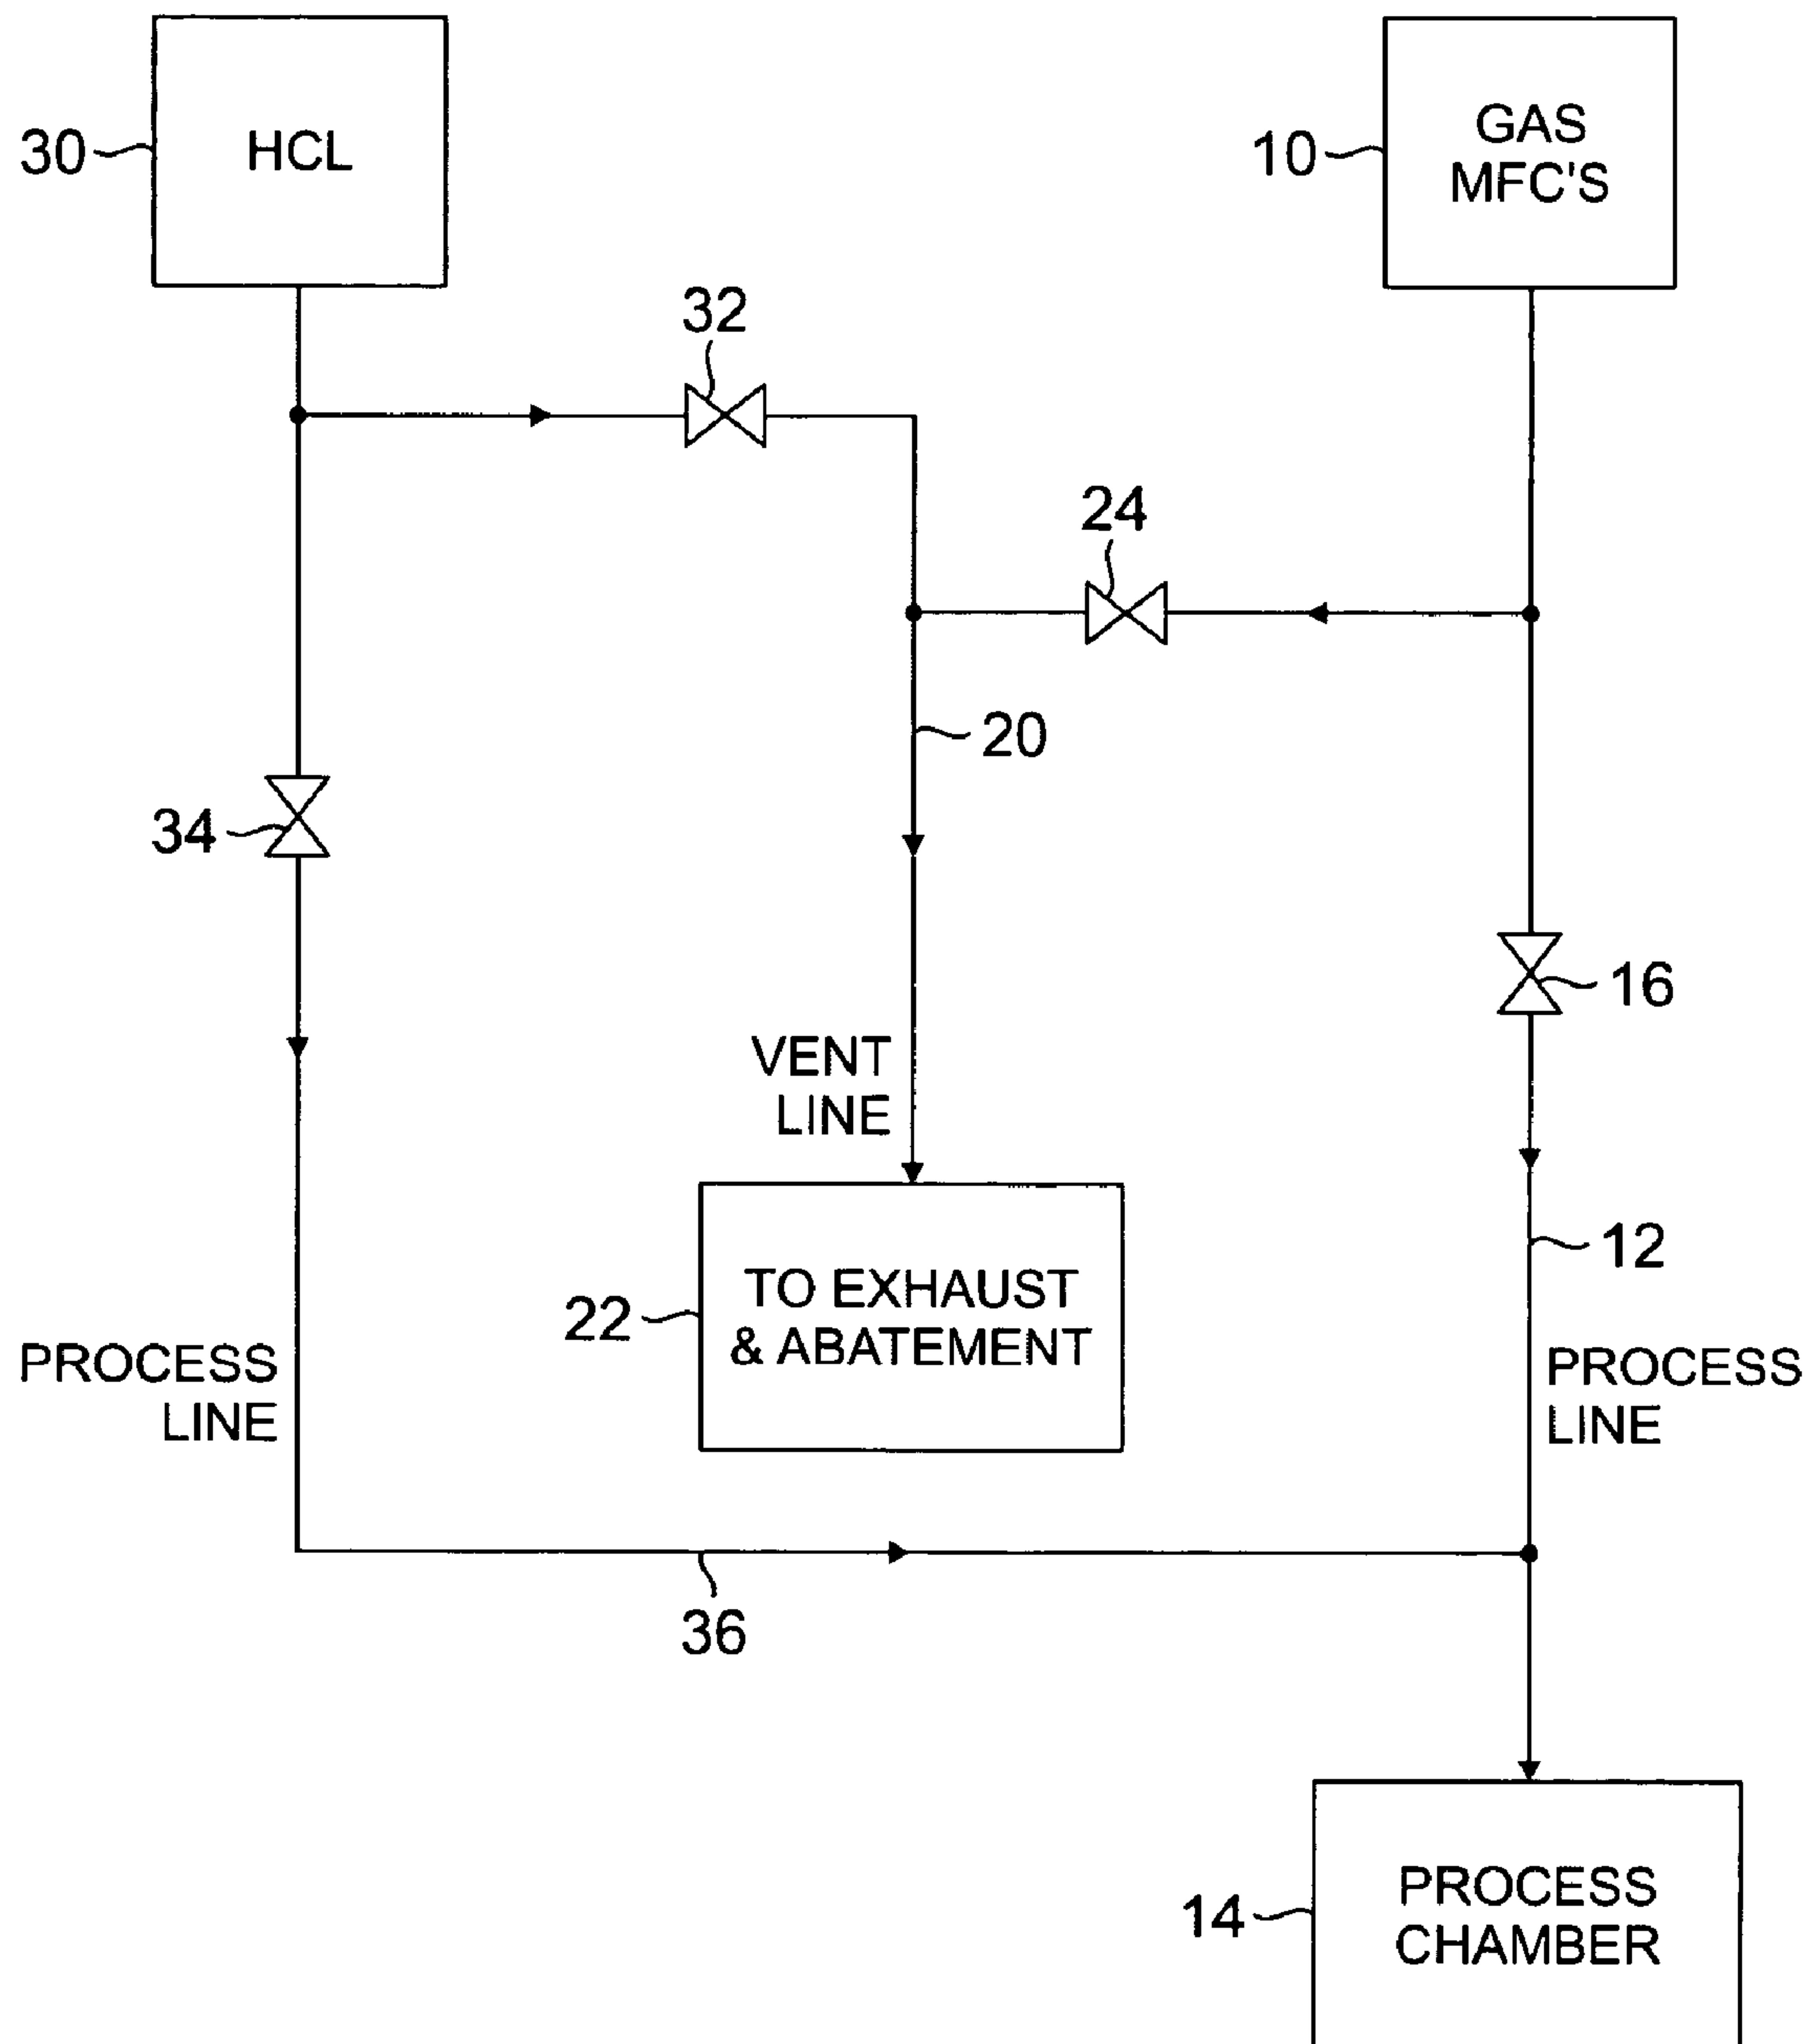 30
HCL
10
GAS
MFC'S
32
24
20
34
16
VENT
LINE
12
22
TO EXHAUST
& ABATEMENT
PROCESS
LINE
PROCESS
LINE
36
14
PROCESS
CHAMBER